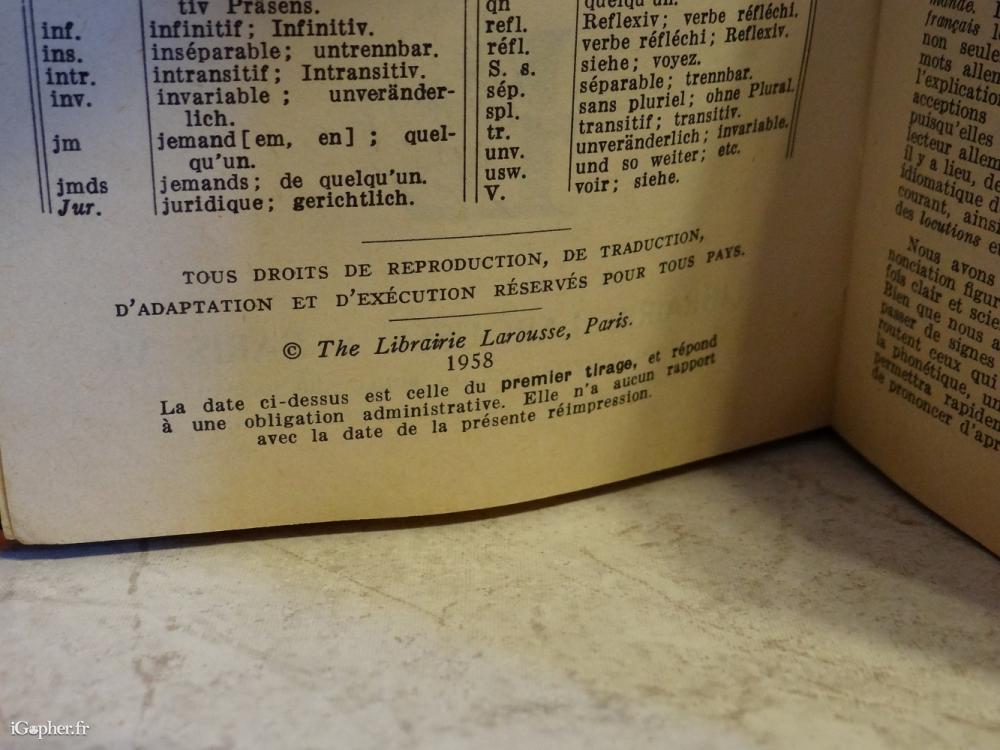 tiv Präsens.
inf. infinitif; Infinitiv.
ins. inséparable; untrennbar.
intr. intransitif; Intransitiv.
inv. invariable; unveränder-
lich.
jm jemand[em, en]; quel-
qu'un.
jmds jemands; de quelqu'un.
Jur. juridique; gerichtlich.
qn quelqu'un.
refl. Reflexiv; verbe réfléchi.
réfl. verbe réfléchi; Reflexiv.
S. s. siehe; voyez.
sép. séparable; trennbar.
spl. sans pluriel; ohne Plural.
tr. transitif; transitiv.
unv. unveränderlich; invariable.
usw. und so weiter; etc.
V. voir; siehe.
TOUS DROITS DE REPRODUCTION, DE TRADUCTION,
D'ADAPTATION ET D'EXÉCUTION RÉSERVÉS POUR TOUS PAYS.
© The Librairie Larousse, Paris.
1958
La date ci-dessus est celle du premier tirage, et répond
à une obligation administrative. Elle n'a aucun rapport
avec la date de la présente réimpression.
français
non seule
mots allem
l'explication
acceptions
puisqu'elles
lecteur allem
il y a lieu, de
idiomatique d
courant, ainsi
des locutions e
Nous avons
nonciation figur
fois clair et scie
Bien que nous a
passer de signes
routent ceux qui
la phonétique, un
permettra rapiden
de prononcer d'apr
iGopher.fr